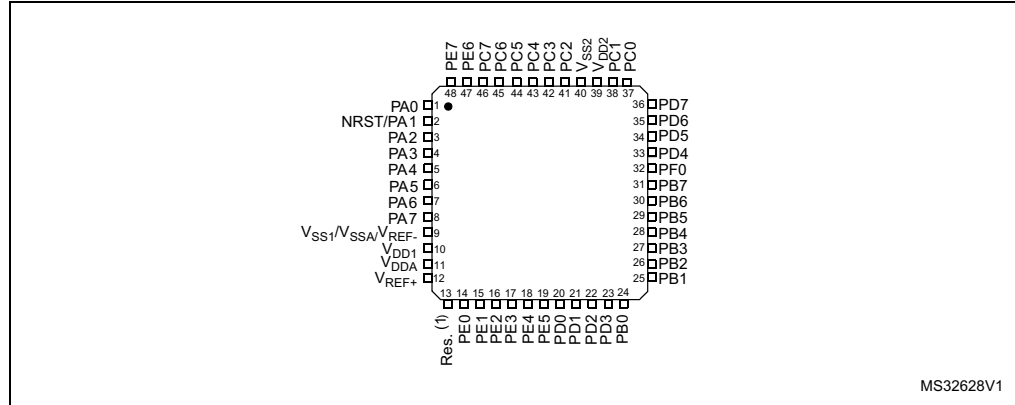 PE7
PE6
PC7
PC6
PC5
PC4
PC3
PC2
VSS2
VDD2
PC1
PC0
48 47 46 45 44 43 42 41 40 39 38 37
PA0 1
NRST/PA1 2
PA2 3
PA3 4
PA4 5
PA5 6
PA6 7
PA7 8
VSS1/VSSA/VREF- 9
VDD1 10
VDDA 11
VREF+ 12
36 PD7
35 PD6
34 PD5
33 PD4
32 PF0
31 PB7
30 PB6
29 PB5
28 PB4
27 PB3
26 PB2
25 PB1
13 14 15 16 17 18 19 20 21 22 23 24
Res. (1)
PE0
PE1
PE2
PE3
PE4
PE5
PD0
PD1
PD2
PD3
PB0
MS32628V1